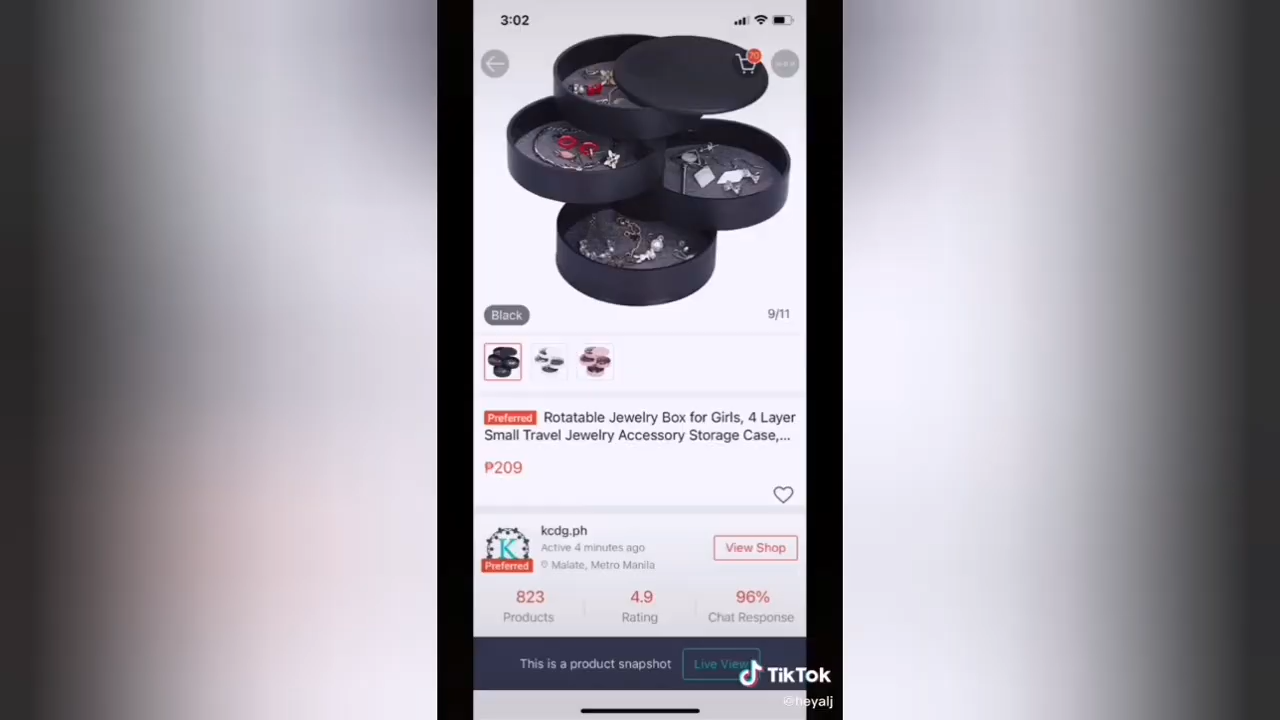 3:02
20
Black
9/11
Preferred Rotatable Jewelry Box for Girls, 4 Layer
Small Travel Jewelry Accessory Storage Case,...
₱209
K
Preferred
kcdg.ph
Active 4 minutes ago
Malate, Metro Manila
View Shop
823
Products
4.9
Rating
96%
Chat Response
This is a product snapshot
Live View
TikTok
@heyalj